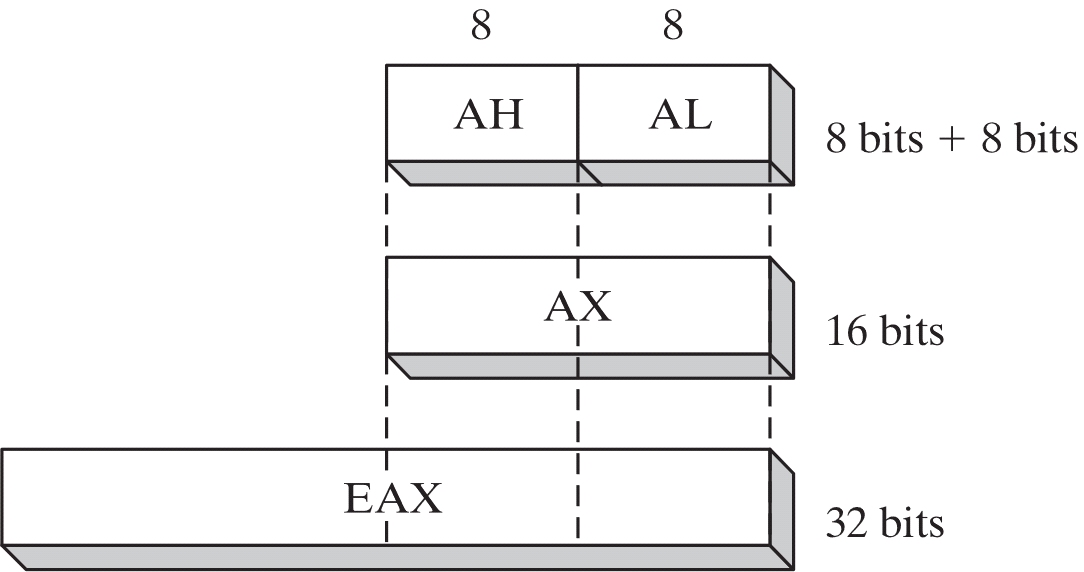 8 8
AH AL 8 bits + 8 bits
AX 16 bits
EAX 32 bits